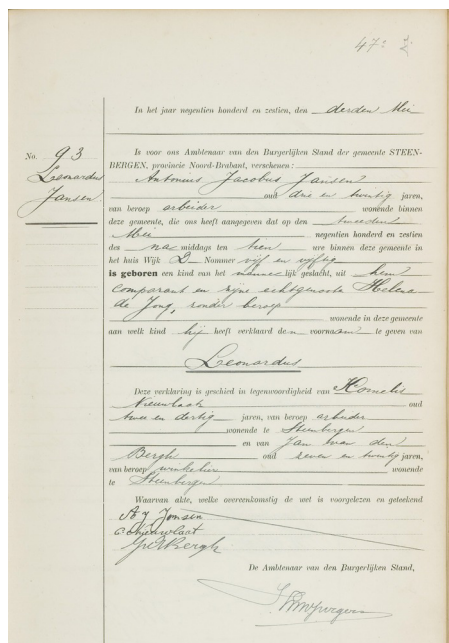 47:
In het jaar negentien honderd en zestien, den derden Mei
No. 93
Leonardus
Jansen
Is voor ons Ambtenaar van den Burgerlijken Stand der gemeente STEEN-
BERGEN, provincie Noord-Brabant, verschenen:
Antonius Jacobus Jansen
oud drie en twintig jaren,
van beroep arbeider wonende binnen
deze gemeente, die ons heeft aangegeven dat op den tweeden
Mei negentien honderd en zestien
des na middags ten tien ure binnen deze gemeente in
het huis Wijk 2 Nommer vijf en vijftig
is geboren een kind van het mannelijk geslacht, uit hem
comparant en zijne echtgenoote Helena
de Jong, zonder beroep
wonende in deze gemeente
aan welk kind hij heeft verklaard den voornaam te geven van
Leonardus
Deze verklaring is geschied in tegenwoordigheid van Kornelis
Nieuwlaat oud
twee en dertig jaren, van beroep arbeider
wonende te Steenbergen
en van Jan van den
Bergh oud zeven en twintig jaren,
van beroep winkelier wonende
te Steenbergen
Waarvan akte, welke overeenkomstig de wet is voorgelezen en geteekend
A J Jansen
C. Nieuwlaat
De Ambtenaar van den Burgerlijken Stand,